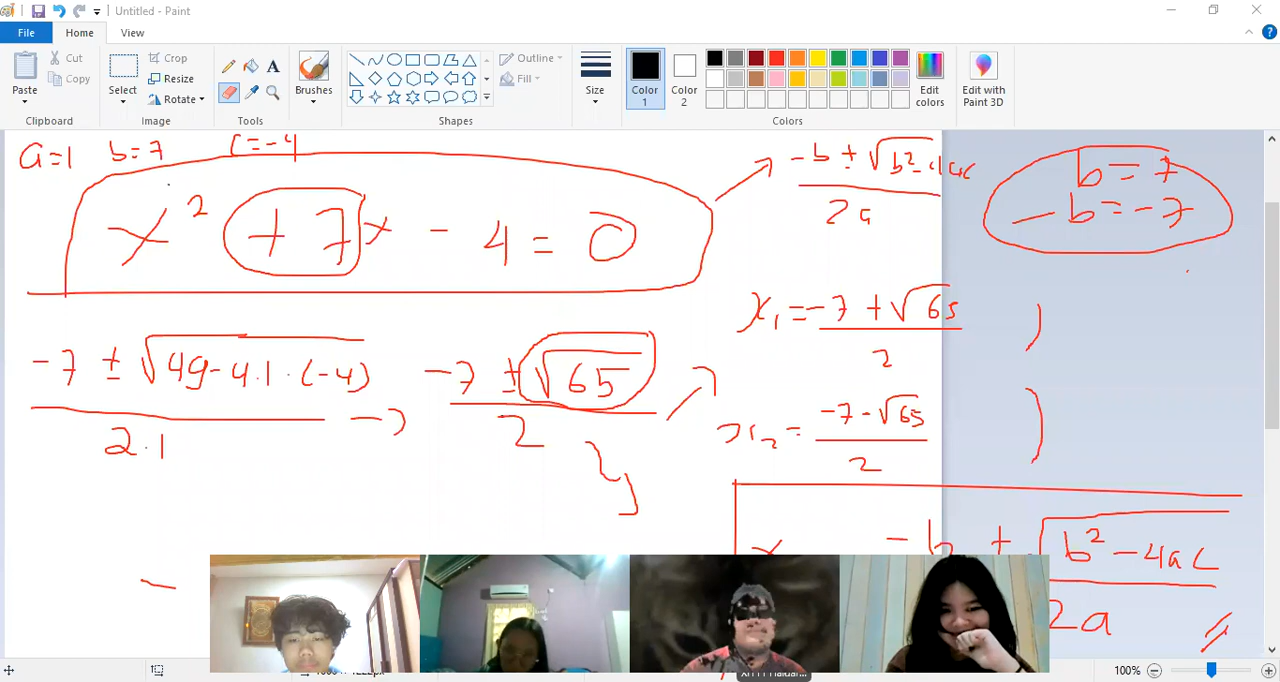 Untitled - Paint
File Home View
Paste
Cut
Copy
Clipboard
Select
Crop
Resize
Rotate
Image
A
Tools
Brushes
Outline
Fill
Shapes
Size
Color 1
Color 2
Edit colors
Colors
Edit with Paint 3D
a=1 b=7 c=-4
x² + 7x - 4 = 0
-b ± √b²-4ac
2a
b = 7
-b = -7
-7 ± √49-4.1.(-4)
2.1
-7 ± √65
2
x₁ = -7 + √65
2
x₂ = -7 - √65
2
x -b + √b² - 4ac
2a
100%